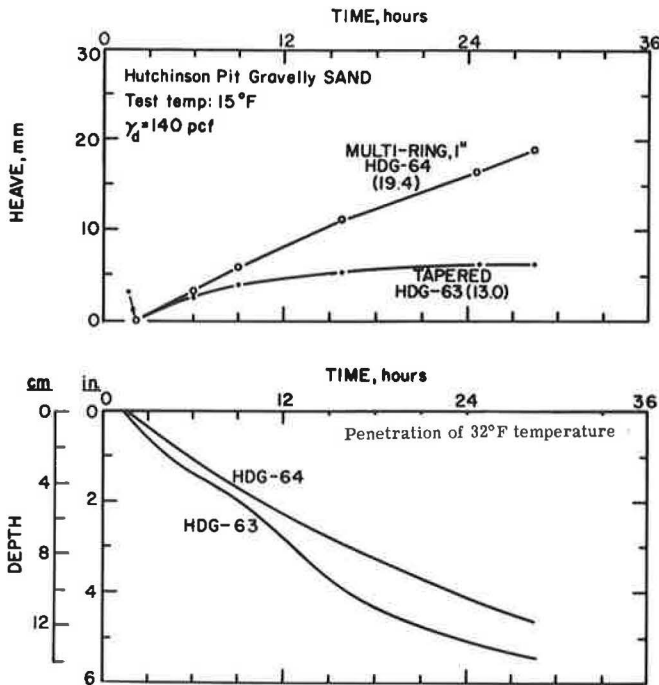 TIME, hours
0 12 24 36
30
20
10
0
HEAVE, mm
Hutchinson Pit Gravelly SAND
Test temp: 15°F
γd=140 pcf
MULTI-RING, 1"
HDG-64
(19.4)
TAPERED
HDG-63 (13.0)
TIME, hours
0 12 24 36
cm in.
0 0
4
2
8
4
12
6
DEPTH
Penetration of 32°F temperature
HDG-64
HDG-63